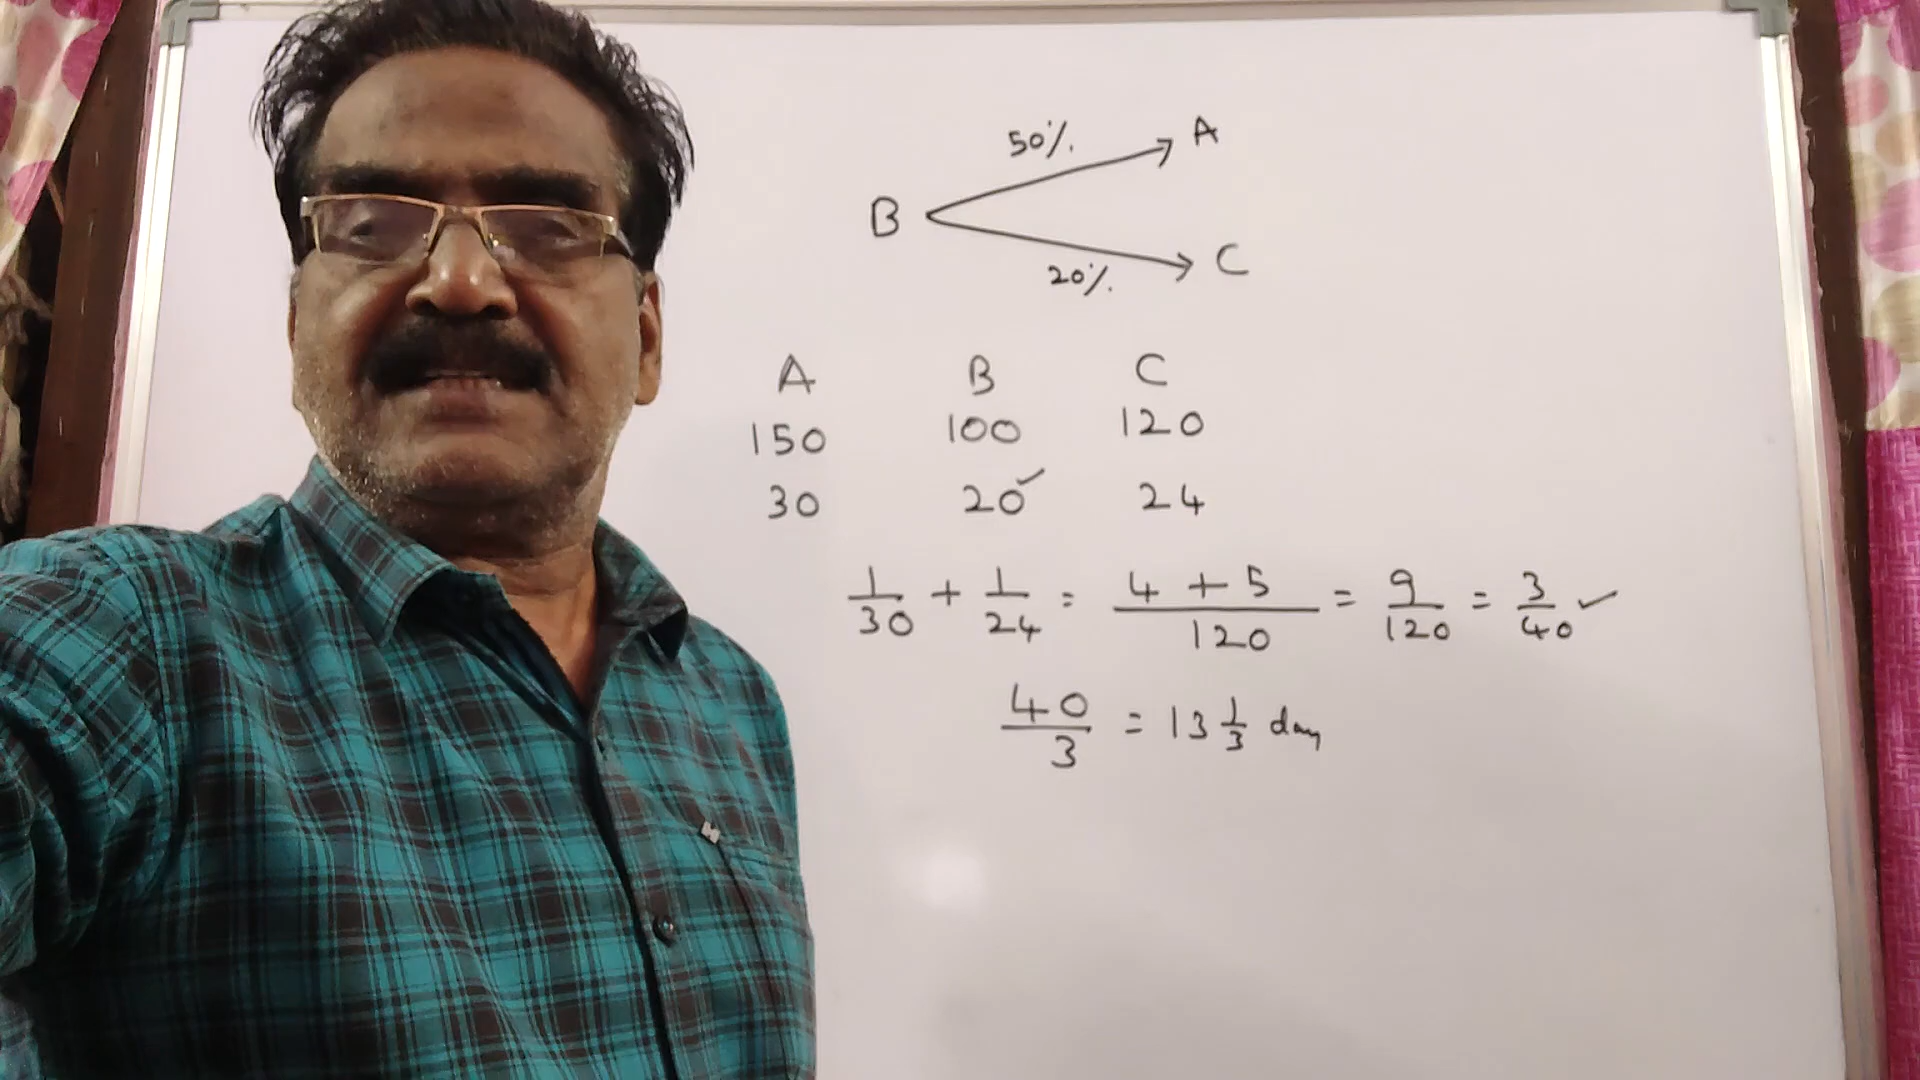 50%. A
B
20%. C
A B C
150 100 120
30 20✓ 24
1/30 + 1/24 = 4 + 5/120 = 9/120 = 3/40 ✓
40/3 = 13 1/3 day